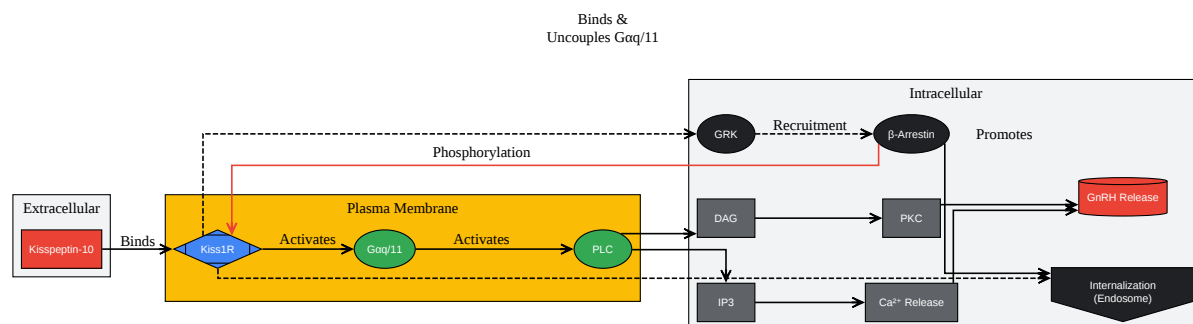 Binds &
Uncouples Gαq/11
Intracellular
GRK
Recruitment
β-Arrestin
Promotes
Phosphorylation
Extracellular
Plasma Membrane
GnRH Release
DAG
PKC
Kisspeptin-10
Binds
Kiss1R
Activates
Gαq/11
Activates
PLC
Internalization
(Endosome)
IP3
Ca²⁺ Release